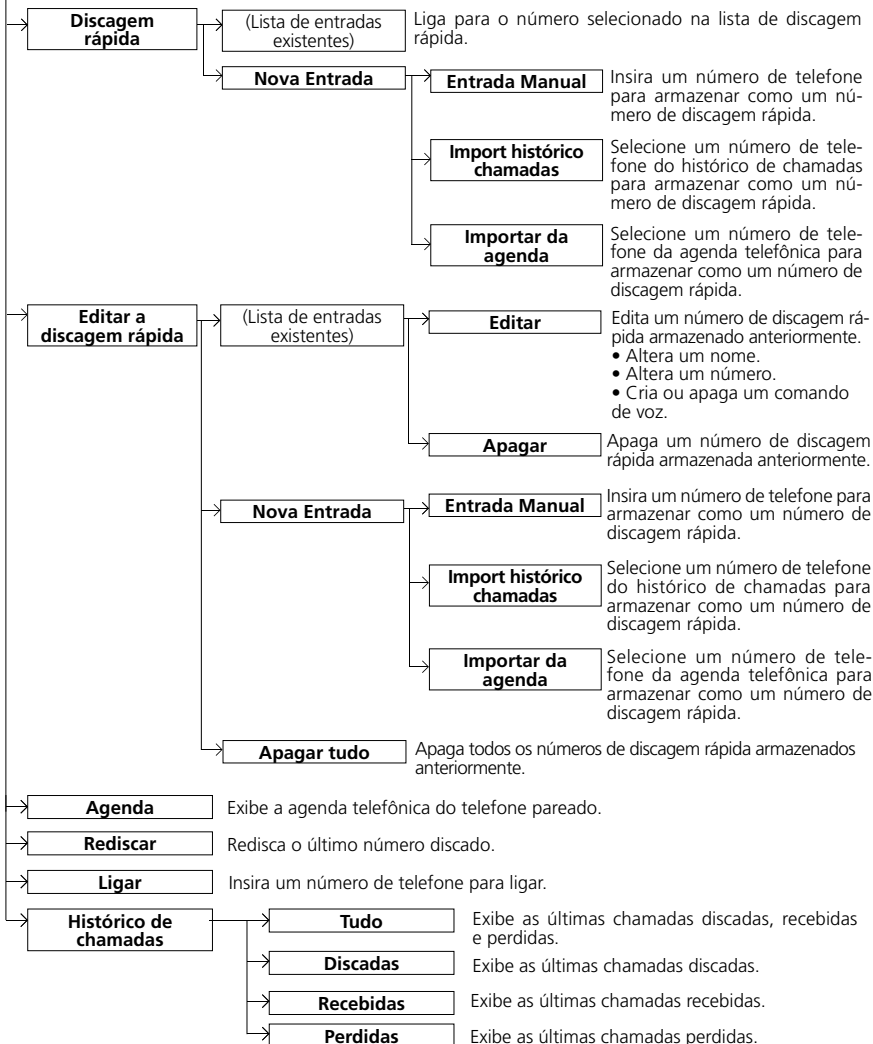 Discagem
rápida
(Lista de entradas
existentes)
Liga para o número selecionado na lista de discagem
rápida.
Nova Entrada
Entrada Manual
Insira um número de telefone
para armazenar como um nú-
mero de discagem rápida.
Import histórico
chamadas
Selecione um número de tele-
fone do histórico de chamadas
para armazenar como um nú-
mero de discagem rápida.
Importar da
agenda
Selecione um número de tele-
fone da agenda telefônica para
armazenar como um número de
discagem rápida.
Editar a
discagem rápida
(Lista de entradas
existentes)
Editar
Edita um número de discagem rá-
pida armazenado anteriormente.
• Altera um nome.
• Altera um número.
• Cria ou apaga um comando
de voz.
Apagar
Apaga um número de discagem
rápida armazenada anteriormente.
Nova Entrada
Entrada Manual
Insira um número de telefone para
armazenar como um número de
discagem rápida.
Import histórico
chamadas
Selecione um número de telefone
do histórico de chamadas para
armazenar como um número de
discagem rápida.
Importar da
agenda
Selecione um número de tele-
fone da agenda telefônica para
armazenar como um número de
discagem rápida.
Apagar tudo
Apaga todos os números de discagem rápida armazenados
anteriormente.
Agenda
Exibe a agenda telefônica do telefone pareado.
Rediscar
Redisca o último número discado.
Ligar
Insira um número de telefone para ligar.
Histórico de
chamadas
Tudo
Exibe as últimas chamadas discadas, recebidas
e perdidas.
Discadas
Exibe as últimas chamadas discadas.
Recebidas
Exibe as últimas chamadas recebidas.
Perdidas
Exibe as últimas chamadas perdidas.